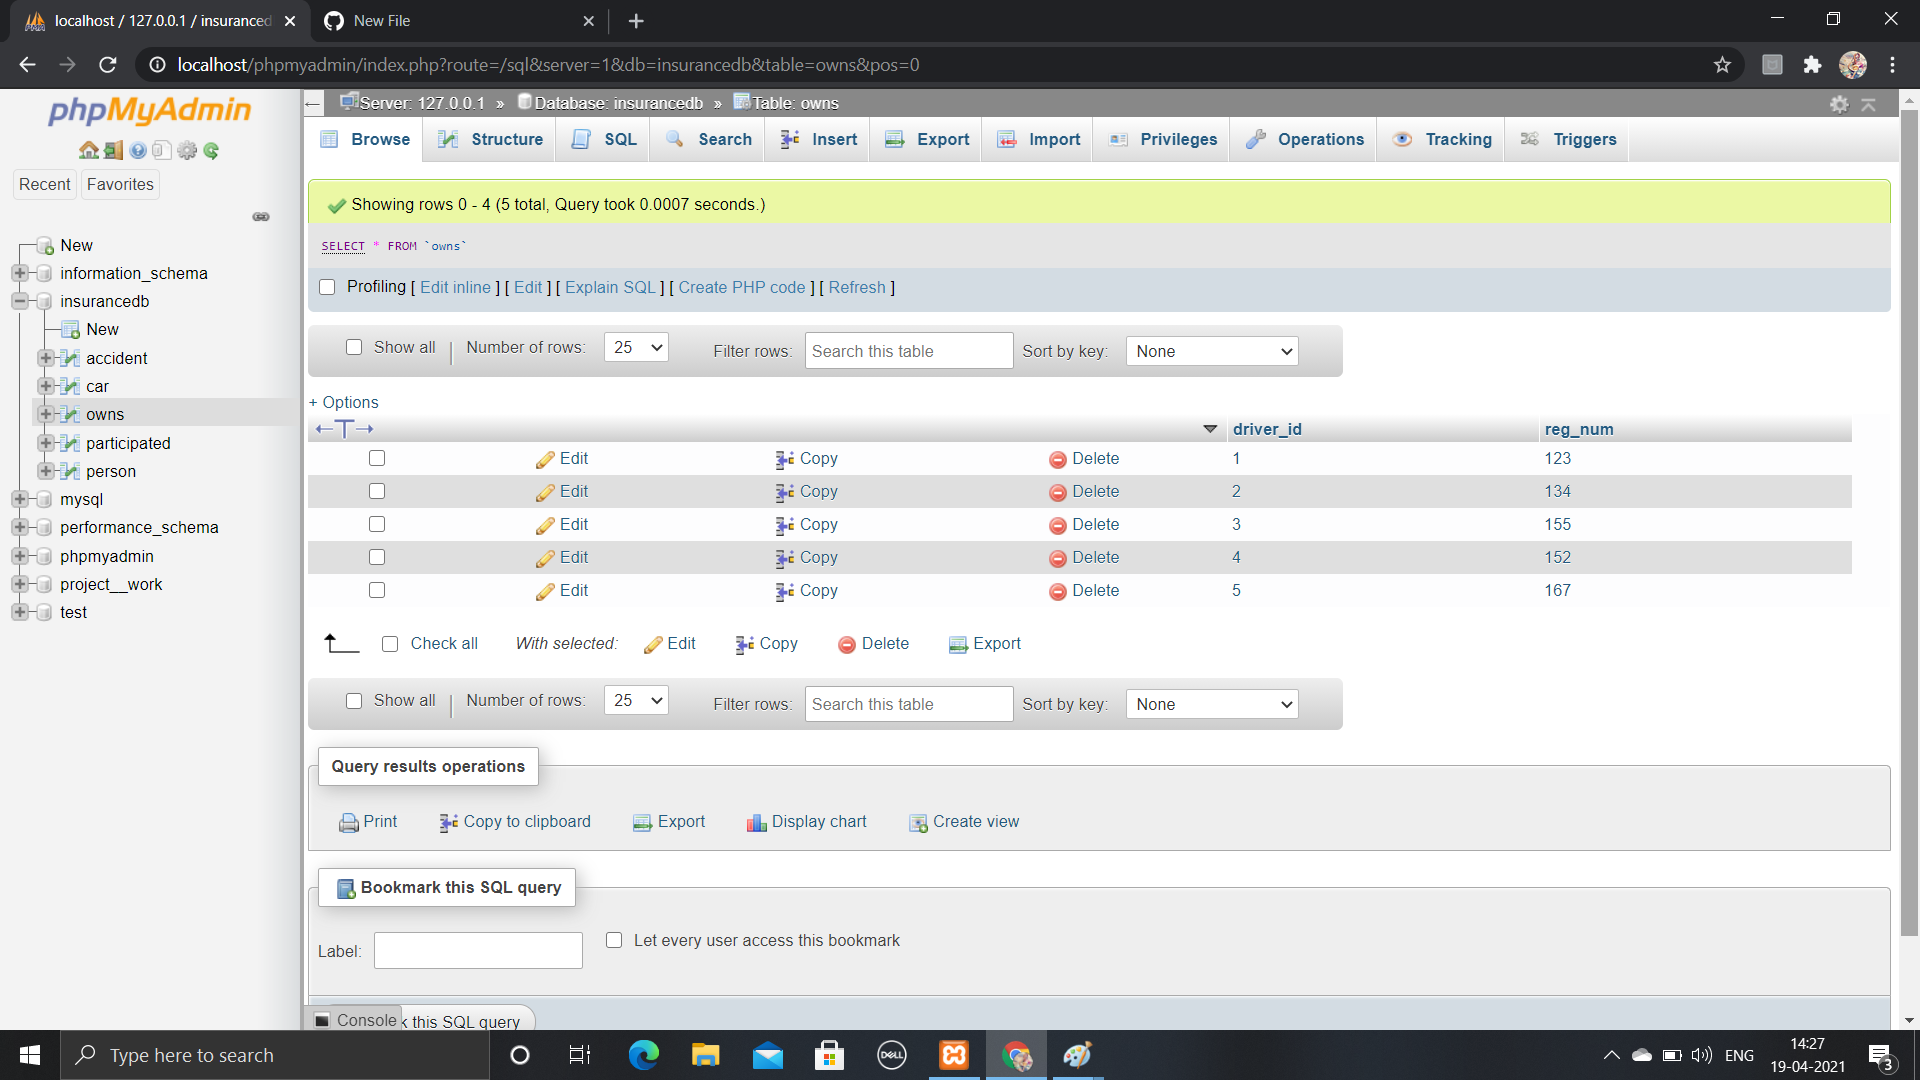 localhost / 127.0.0.1 / insuranced
New File
localhost/phpmyadmin/index.php?route=/sql&server=1&db=insurancedb&table=owns&pos=0
phpMyAdmin
Recent Favorites
New
information_schema
insurancedb
New
accident
car
owns
participated
person
mysql
performance_schema
phpmyadmin
project__work
test
Server: 127.0.0.1 » Database: insurancedb » Table: owns
Browse Structure SQL Search Insert Export Import Privileges Operations Tracking Triggers
Showing rows 0 - 4 (5 total, Query took 0.0007 seconds.)
SELECT * FROM `owns`
Profiling [ Edit inline ] [ Edit ] [ Explain SQL ] [ Create PHP code ] [ Refresh ]
Show all Number of rows: 25 Filter rows: Search this table Sort by key: None
+ Options
←T→ driver_id reg_num
Edit Copy Delete 1 123
Edit Copy Delete 2 134
Edit Copy Delete 3 155
Edit Copy Delete 4 152
Edit Copy Delete 5 167
Check all With selected: Edit Copy Delete Export
Show all Number of rows: 25 Filter rows: Search this table Sort by key: None
Query results operations
Print Copy to clipboard Export Display chart Create view
Bookmark this SQL query
Label: Let every user access this bookmark
Console k this SQL query
Type here to search
DELL
ENG
14:27
19-04-2021
3